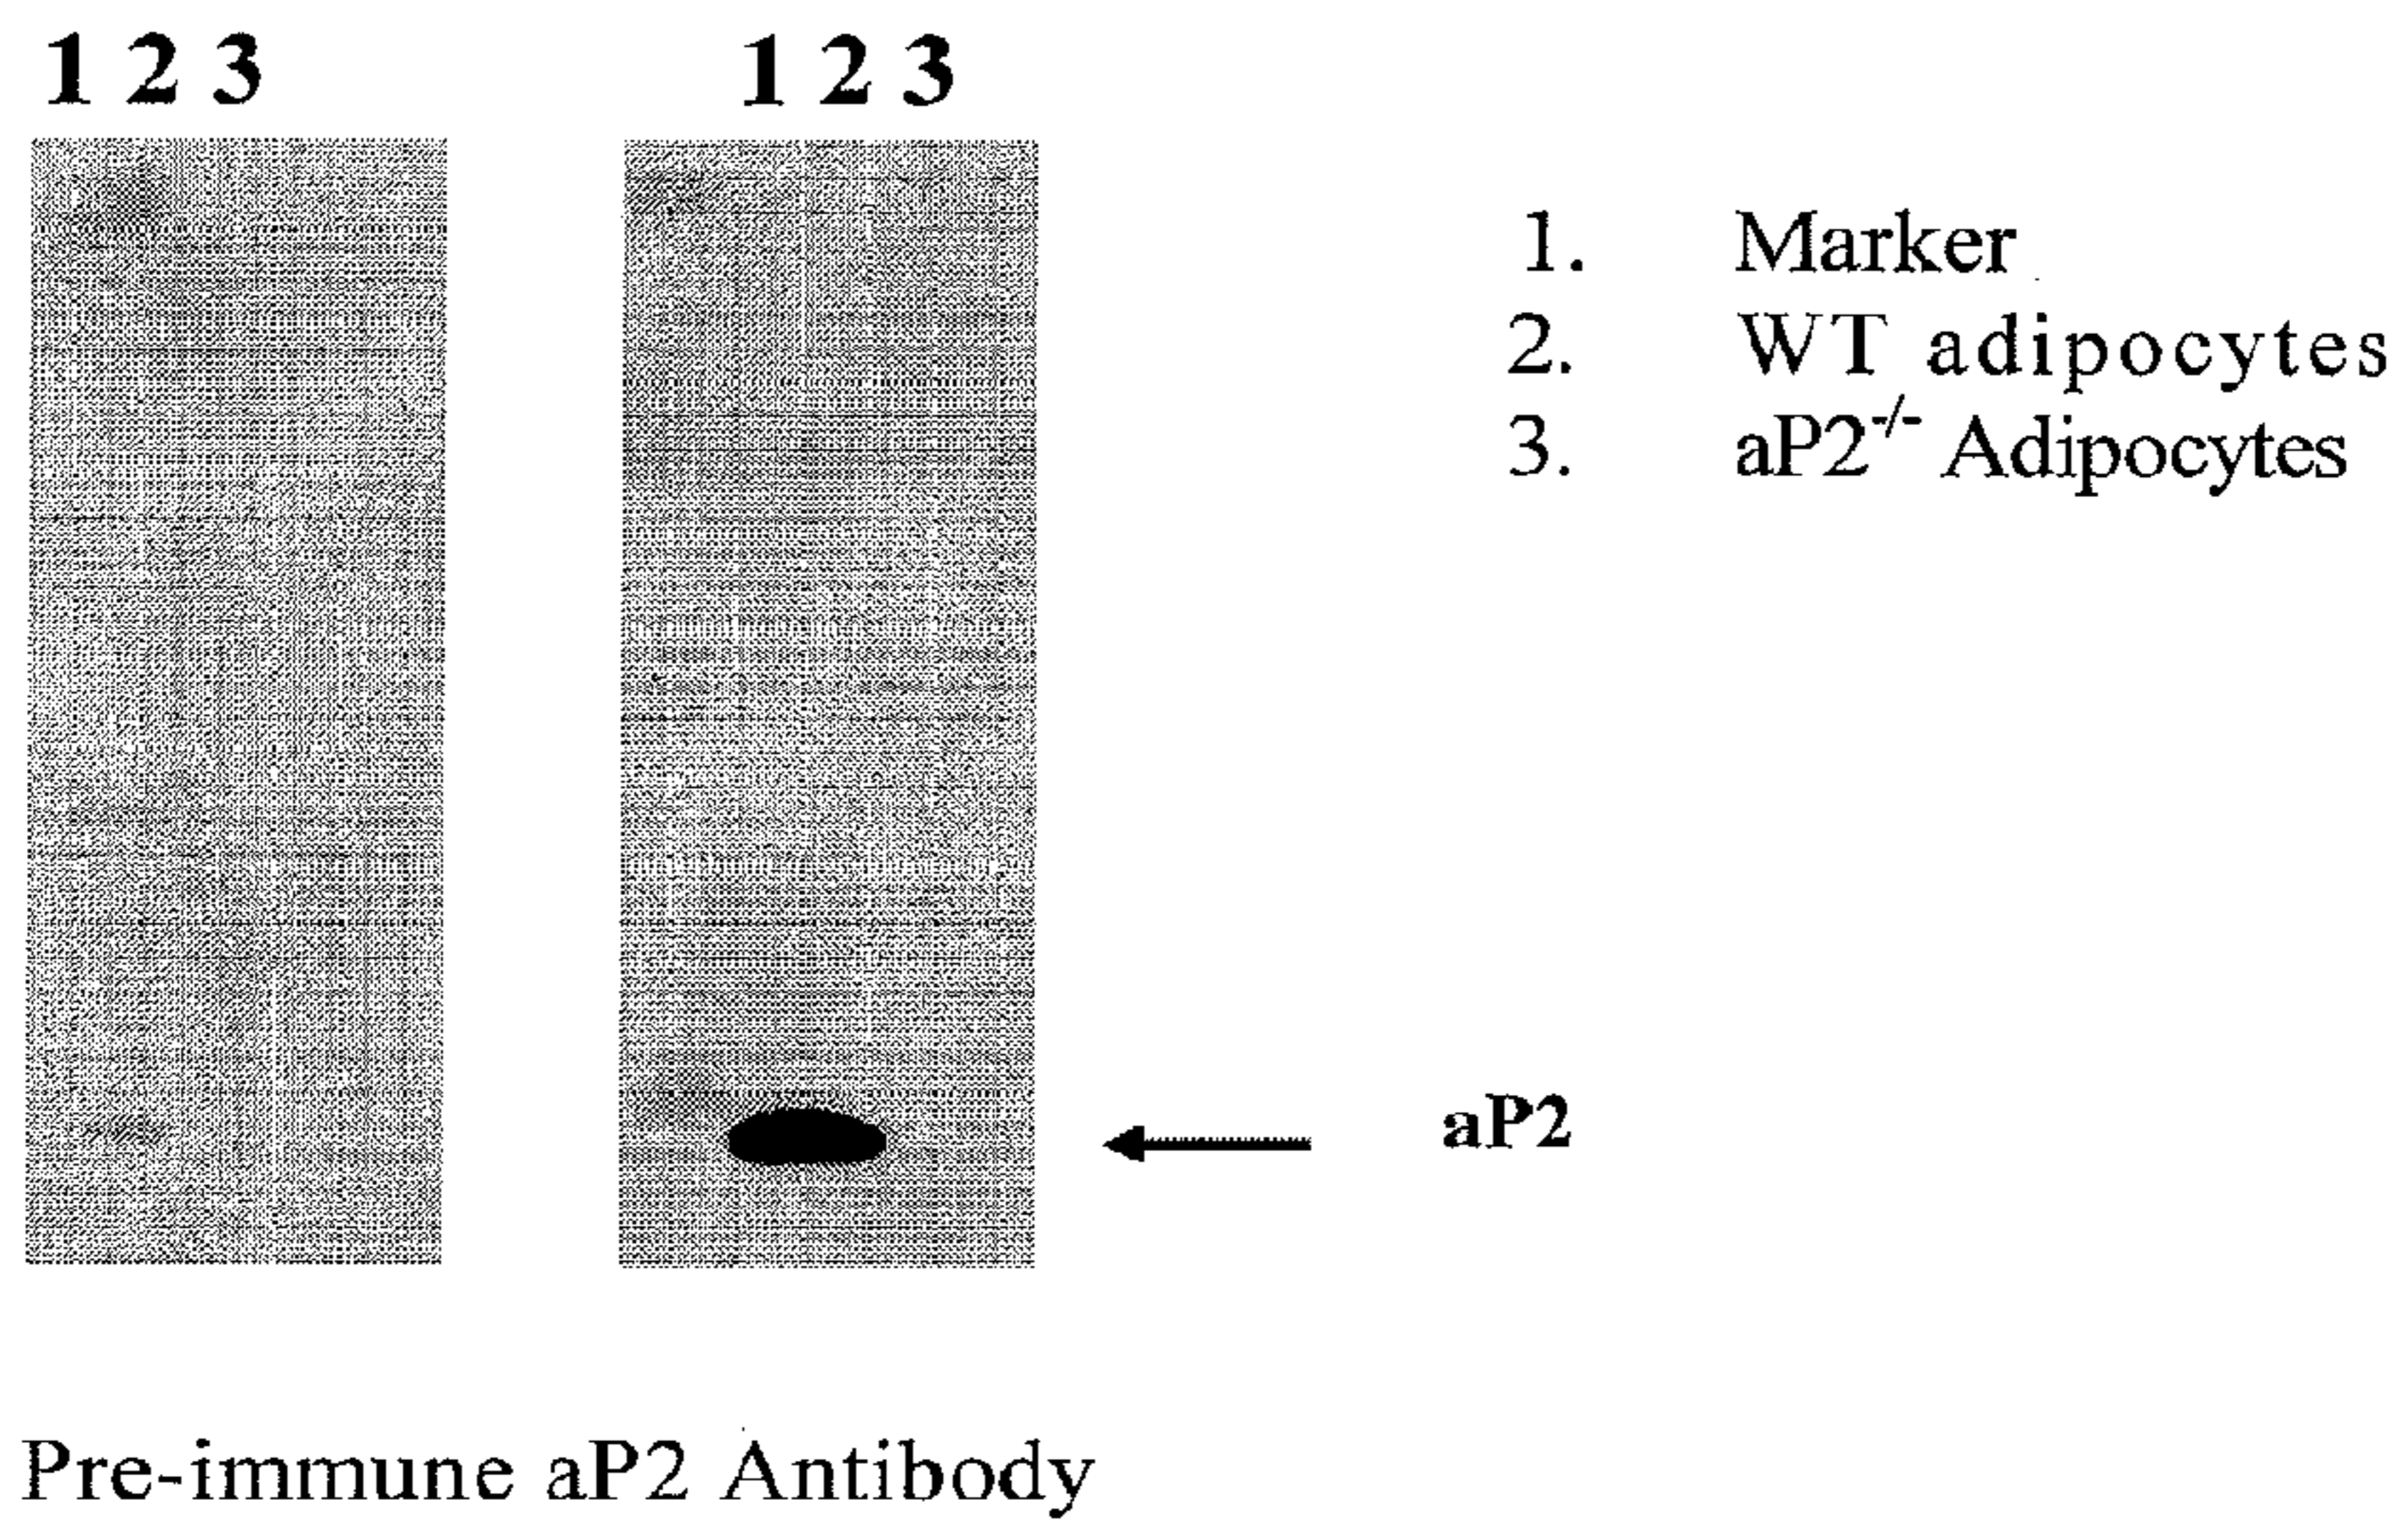 1 2 3
1 2 3
1. Marker
2. WT adipocytes
3. aP2-/- Adipocytes
aP2
Pre-immune aP2 Antibody